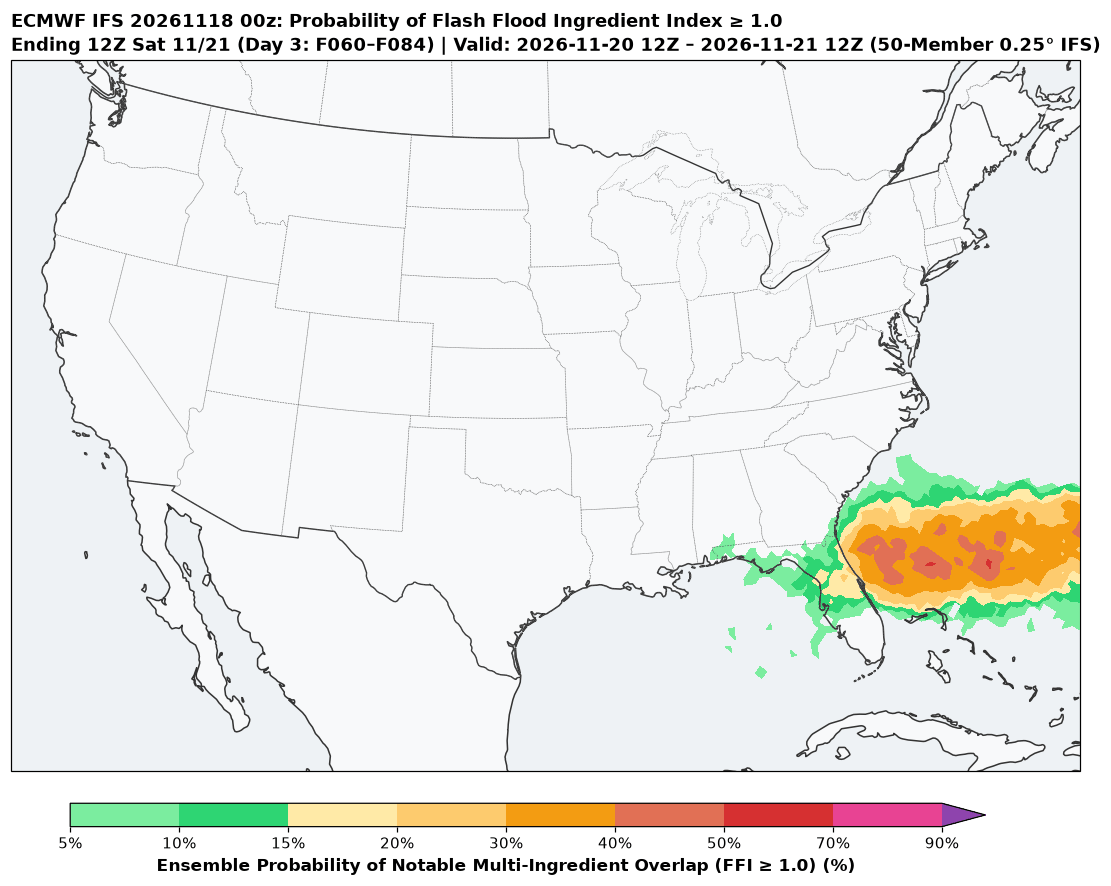 ECMWF IFS 20261118 00z: Probability of Flash Flood Ingredient Index ≥ 1.0
Ending 12Z Sat 11/21 (Day 3: F060–F084) | Valid: 2026-11-20 12Z – 2026-11-21 12Z (50-Member 0.25° IFS)
5% 10% 15% 20% 30% 40% 50% 70% 90%
Ensemble Probability of Notable Multi-Ingredient Overlap (FFI ≥ 1.0) (%)